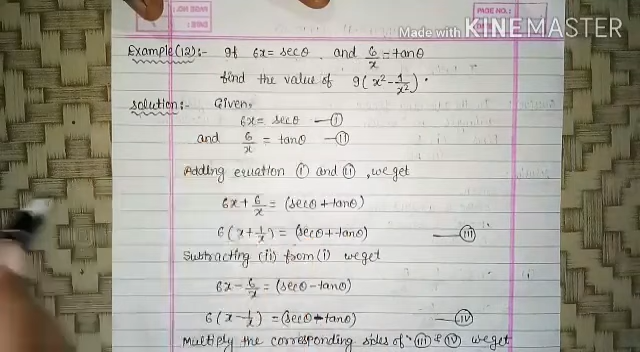 PAGE NO.:
Made with KINEMASTER
Example(12):- If 6x = secθ and 6/x = tanθ
find the value of 9(x² - 1/x²).
Solution:- Given,
6x = secθ —(I)
and 6/x = tanθ —(II)
Adding equation (I) and (II), we get
6x + 6/x = (secθ + tanθ)
6(x + 1/x) = (secθ + tanθ) —(III)
Subtracting (ii) from (i) we get
6x - 6/x = (secθ - tanθ)
6(x - 1/x) = (secθ - tanθ) —(IV)
Multiply the corresponding sides of (III) & (IV) we get